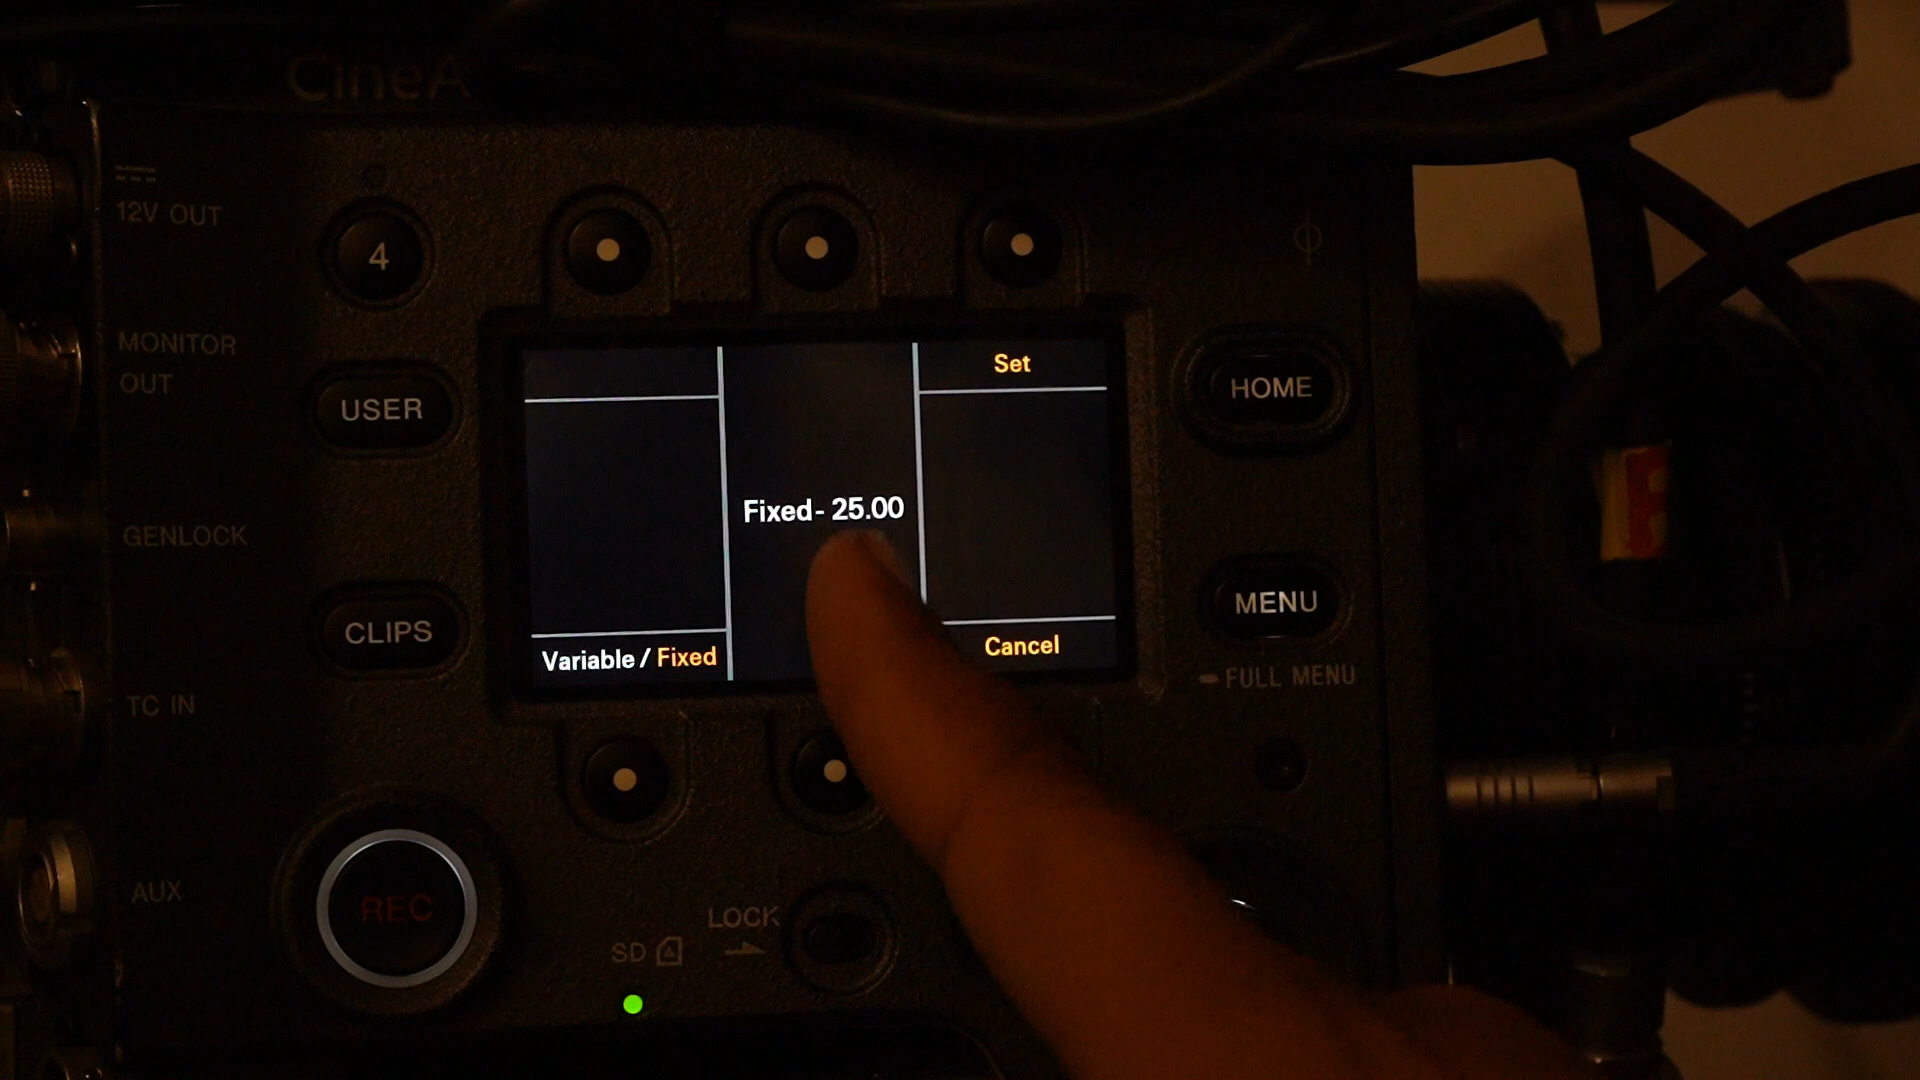 CineA
12V OUT
4
MONITOR
OUT
USER
Set
HOME
GENLOCK
Fixed- 25.00
CLIPS
MENU
Variable / Fixed
Cancel
FULL MENU
TC IN
AUX
REC
LOCK
SD A